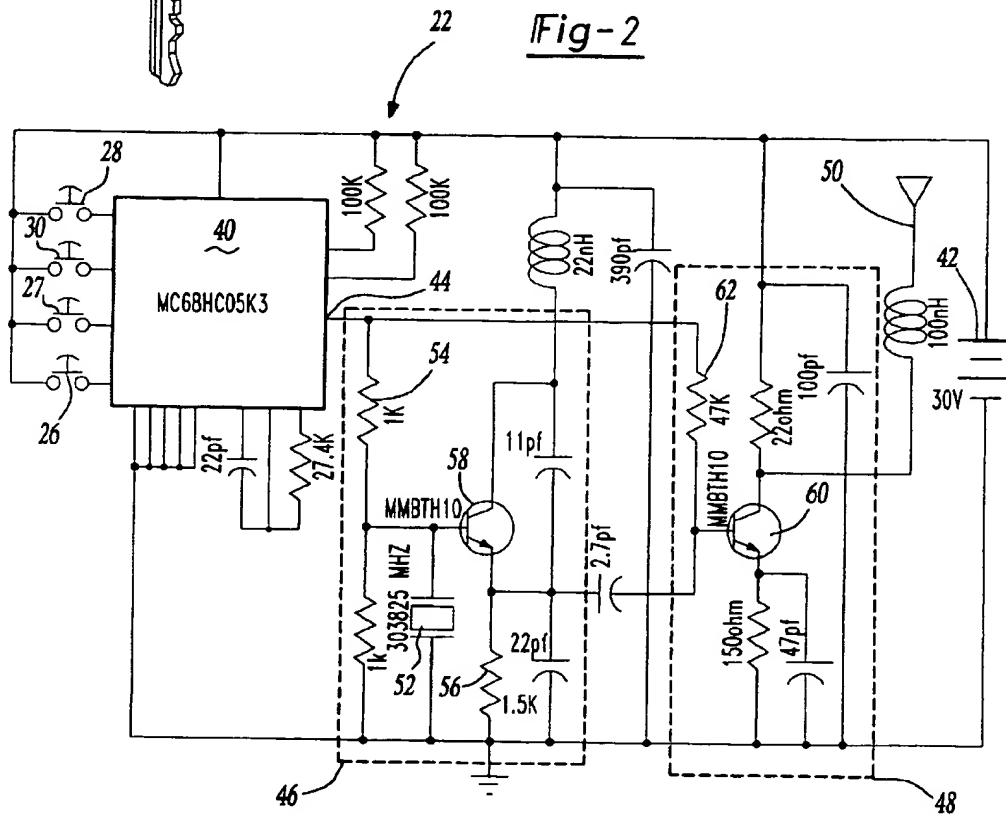 22
Fig-2
28
30
27
26
40
MC68HC05K3
100K
100K
44
22nH
390pf
50
42
62
100nH
30V
54
1K
47K
22ohm
100pf
22pf
27.4K
11pf
58
MMBTH10
MMBTH10
60
2.7pf
303825 MHZ
1k
52
56
1.5K
22pf
150ohm
47pf
46
48